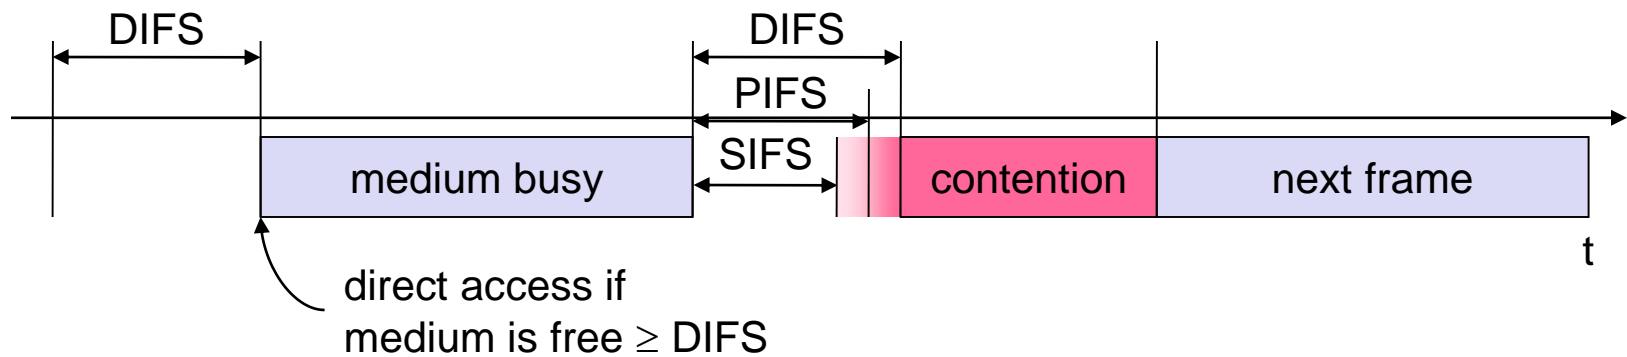 DIFS
DIFS
PIFS
SIFS
medium busy
contention
next frame
t
direct access if
medium is free ≥ DIFS